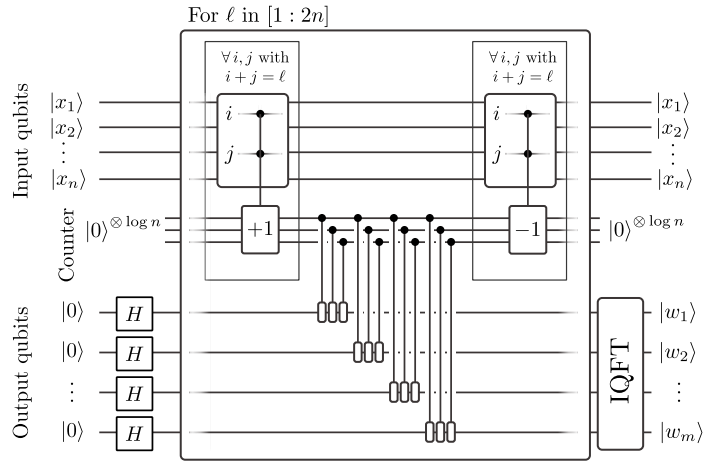 For ℓ in [1 : 2n]
∀ i, j with
i + j = ℓ
∀ i, j with
i + j = ℓ
Input qubits
|x₁⟩
|x₂⟩
⋮
|xₙ⟩
i
j
i
j
|x₁⟩
|x₂⟩
⋮
|xₙ⟩
Counter
|0⟩^{⊗ log n}
+1
−1
|0⟩^{⊗ log n}
Output qubits
|0⟩ H |w₁⟩
|0⟩ H |w₂⟩
⋮ H ⋮
|0⟩ H |wₘ⟩
IQFT